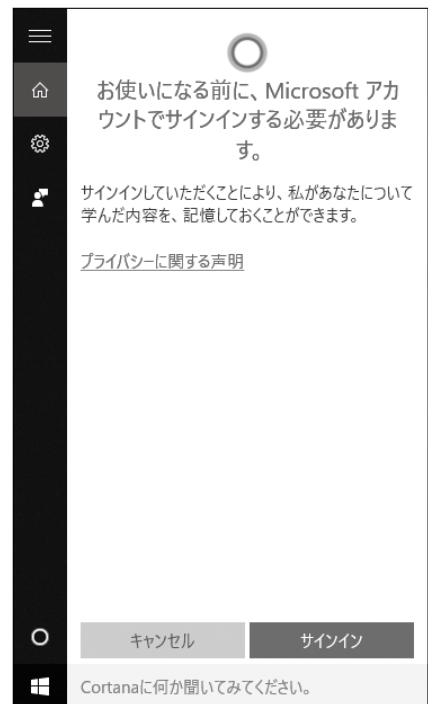 お使いになる前に、Microsoft アカ
ウントでサインインする必要がありま
す。
サインインしていただくことにより、私があなたについて
学んだ内容を、記憶しておくことができます。
プライバシーに関する声明
キャンセル
サインイン
Cortanaに何か聞いてみてください。